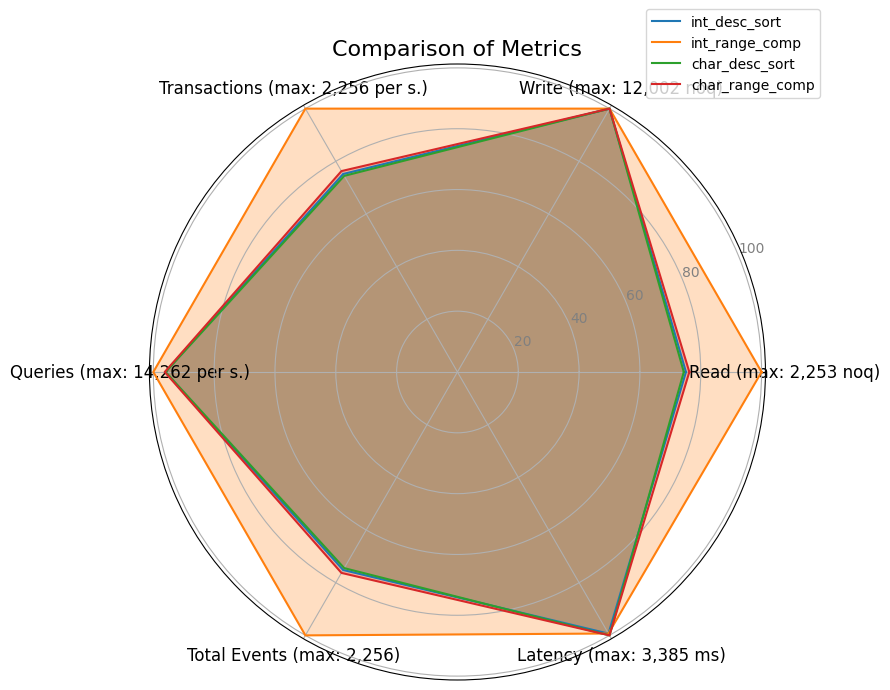 int_desc_sort
int_range_comp
char_desc_sort
char_range_comp
Comparison of Metrics
Transactions (max: 2,256 per s.)
Write (max: 12,002 noq)
100
80
60
40
20
Queries (max: 14,262 per s.)
Read (max: 2,253 noq)
Total Events (max: 2,256)
Latency (max: 3,385 ms)